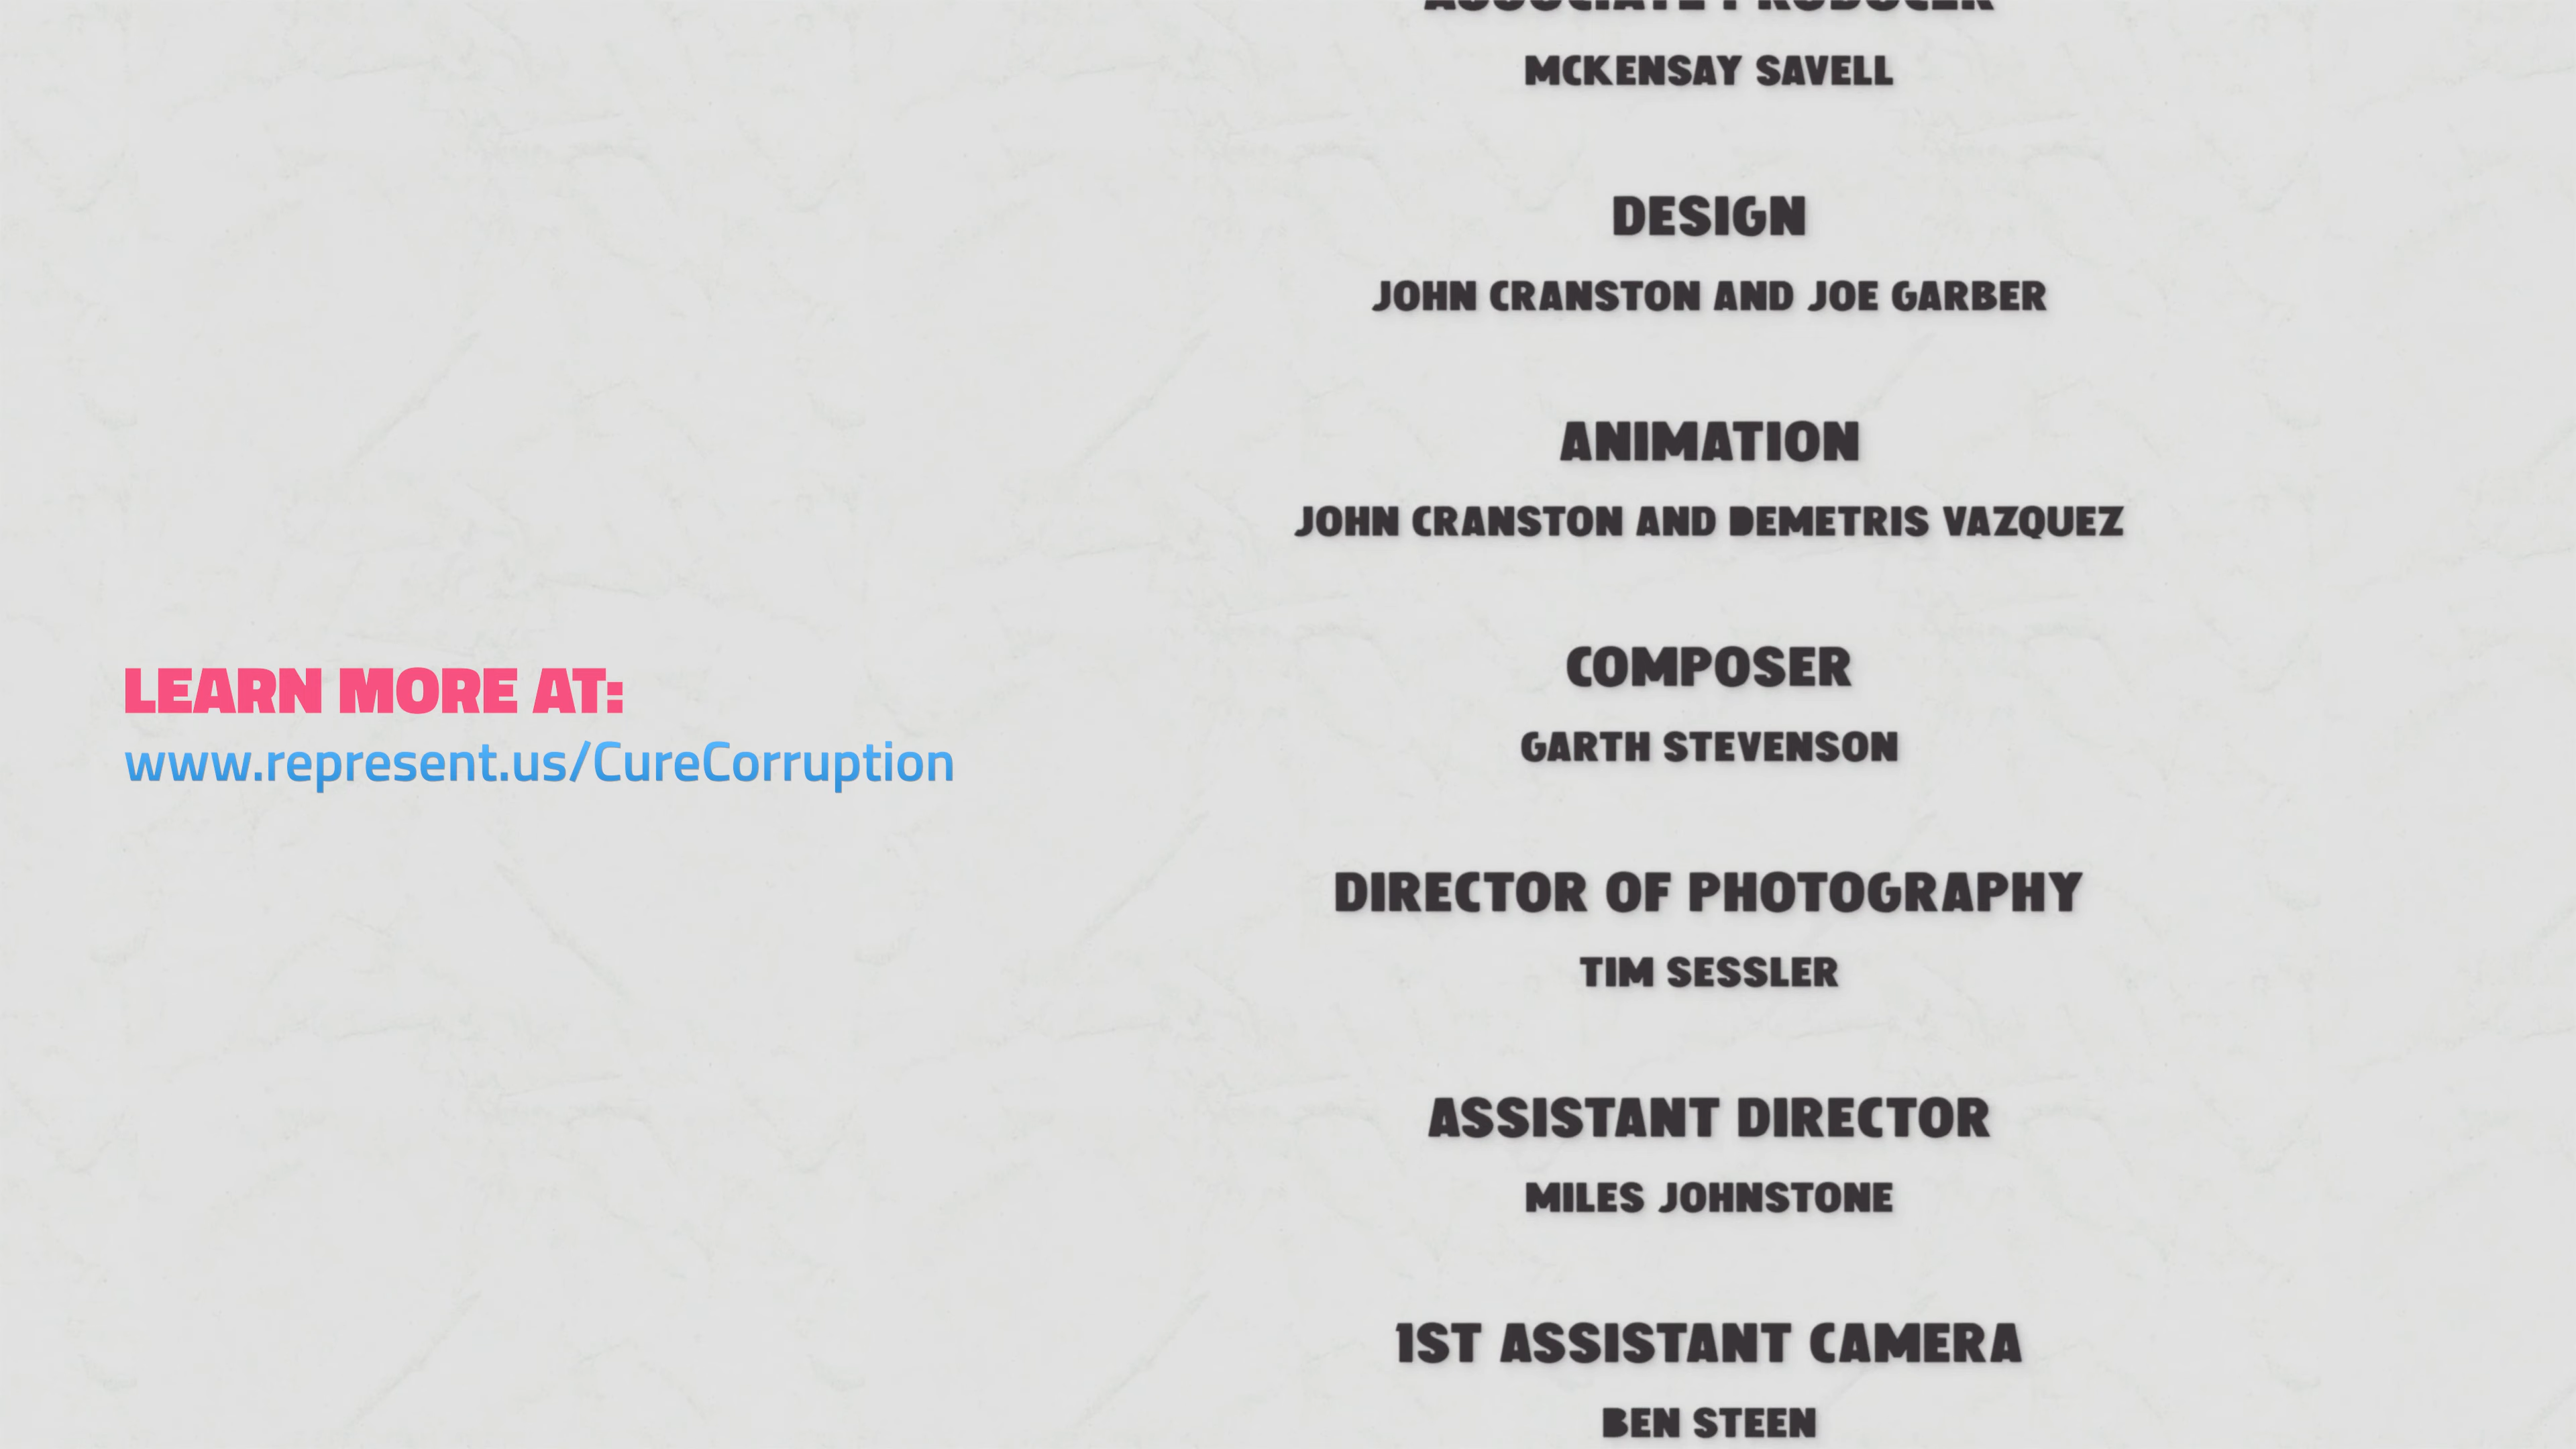 ASSOCIATE PRODUCER
MCKENSAY SAVELL
DESIGN
JOHN CRANSTON AND JOE GARBER
ANIMATION
JOHN CRANSTON AND DEMETRIS VAZQUEZ
COMPOSER
GARTH STEVENSON
LEARN MORE AT:
www.represent.us/CureCorruption
DIRECTOR OF PHOTOGRAPHY
TIM SESSLER
ASSISTANT DIRECTOR
MILES JOHNSTONE
1ST ASSISTANT CAMERA
BEN STEEN